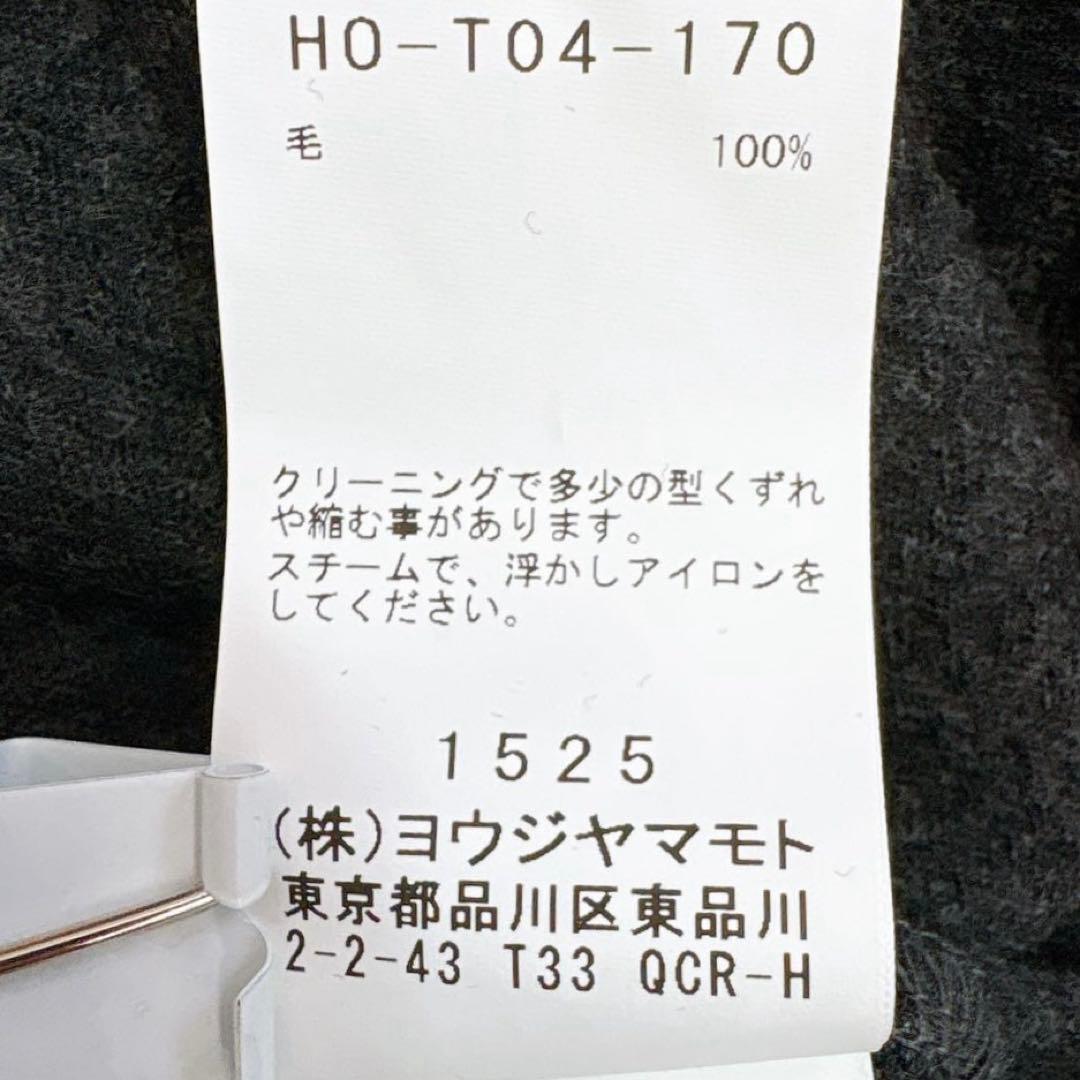 HO-T04-170
毛 100%
クリーニングで多少の型くずれ
や縮む事があります。
スチームで、浮かしアイロンを
してください。
1525
(株)ヨウジヤマモト
東京都品川区東品川
2-2-43 T33 QCR-H